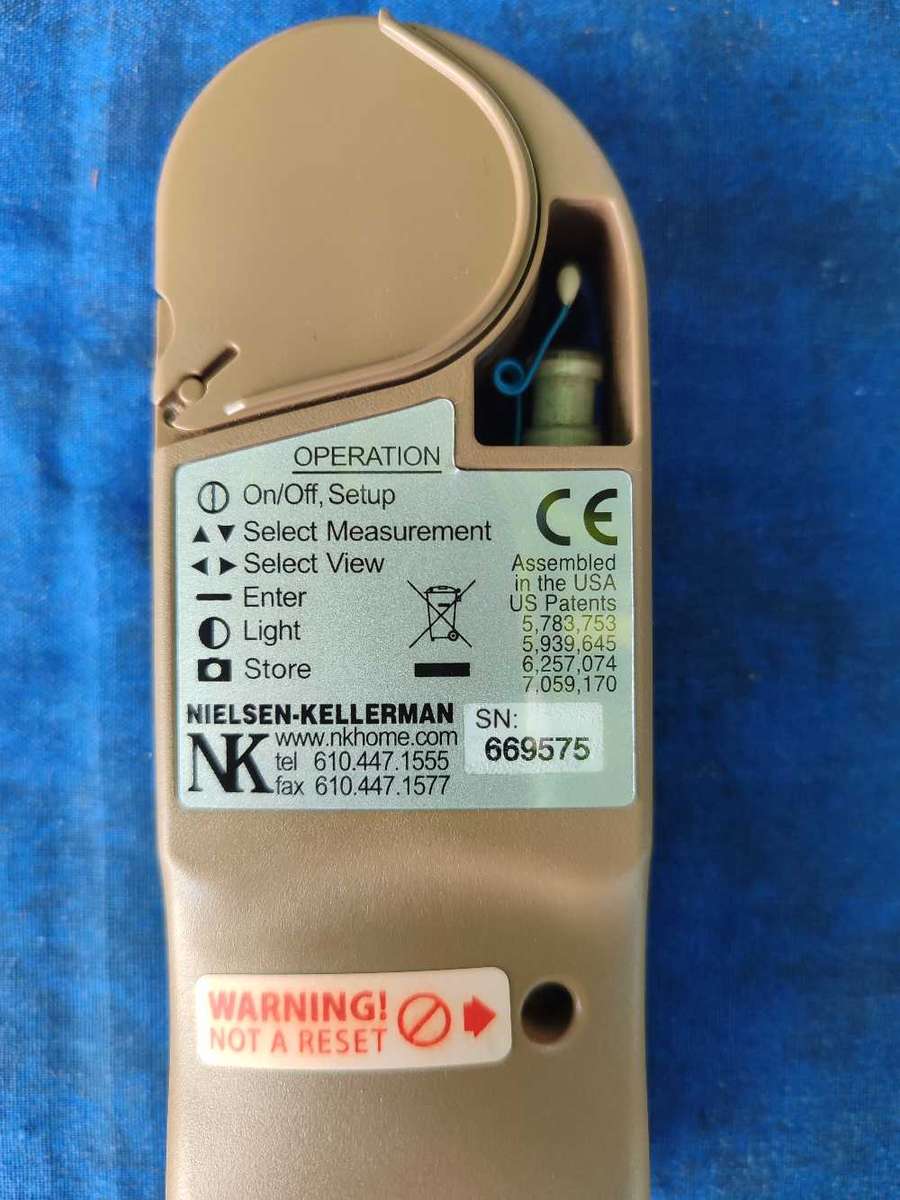 OPERATION
On/Off, Setup
Select Measurement
Select View
Enter
Light
Store
CE
Assembled
in the USA
US Patents
5,783,753
5,939,645
6,257,074
7,059,170
NIELSEN-KELLERMAN
NK
www.nkhome.com
tel 610.447.1555
fax 610.447.1577
SN:
669575
WARNING!
NOT A RESET